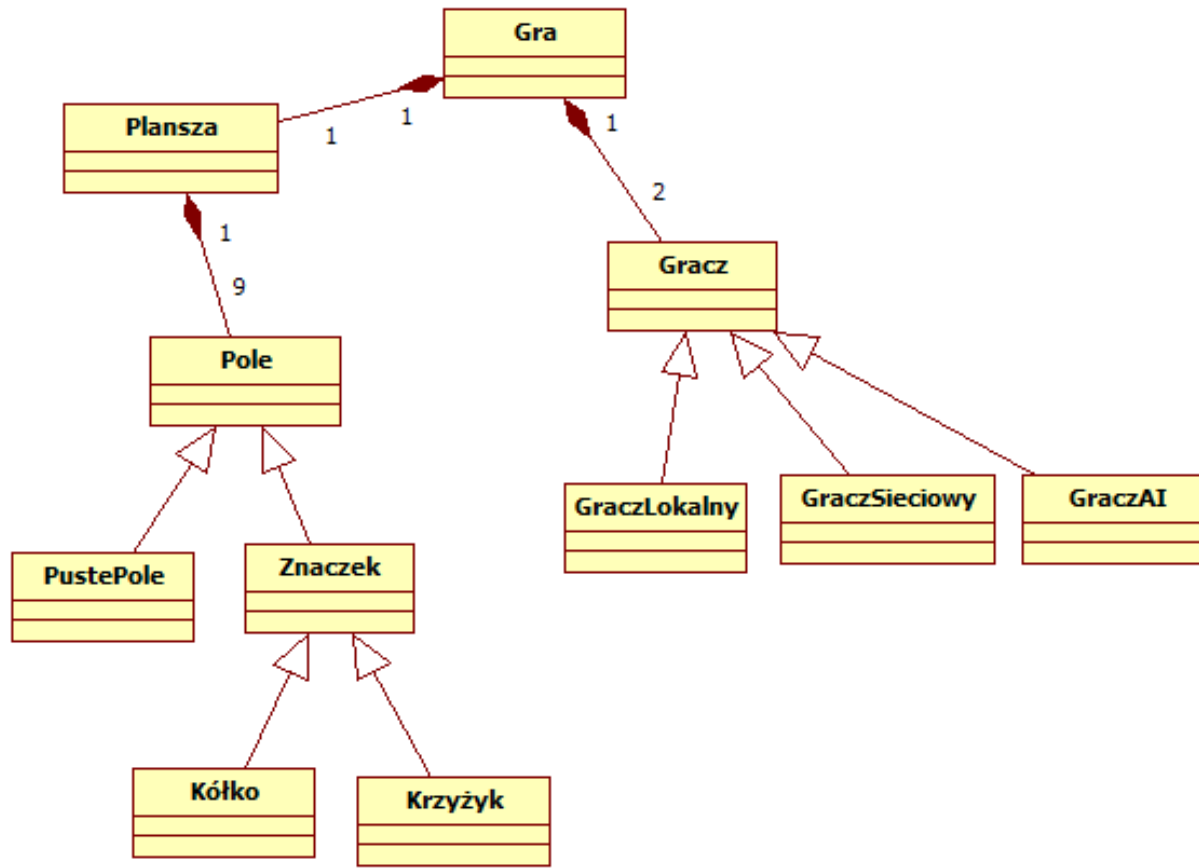 Gra
Plansza
1
1
1
2
1
9
Gracz
Pole
GraczLokalny
GraczSieciowy
GraczAI
PustePole
Znaczek
Kółko
Krzyżyk